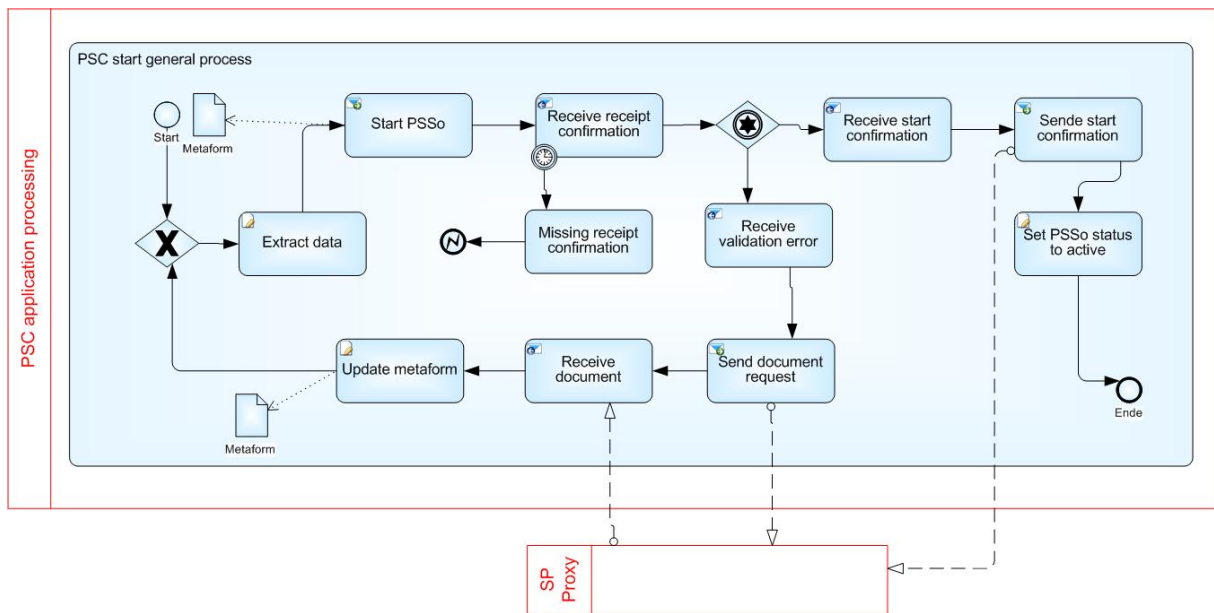 PSC application processing
PSC start general process
Start
Metaform
Start PSSo
Receive receipt
confirmation
Receive start
confirmation
Sende start
confirmation
Extract data
Missing receipt
confirmation
Receive
validation error
Set PSSo status
to active
Update metaform
Receive
document
Send document
request
Metaform
Ende
SP
Proxy